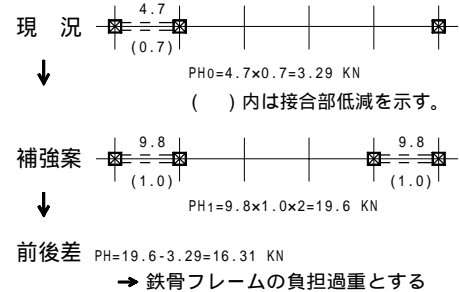 4.7
現　況
(0.7)
↓
PH0=4.7×0.7=3.29 KN
(　)内は接合部低減を示す。
9.8 9.8
補強案
(1.0) (1.0)
↓
PH1=9.8×1.0×2=19.6 KN
前後差 PH=19.6-3.29=16.31 KN
→ 鉄骨フレームの負担過重とする